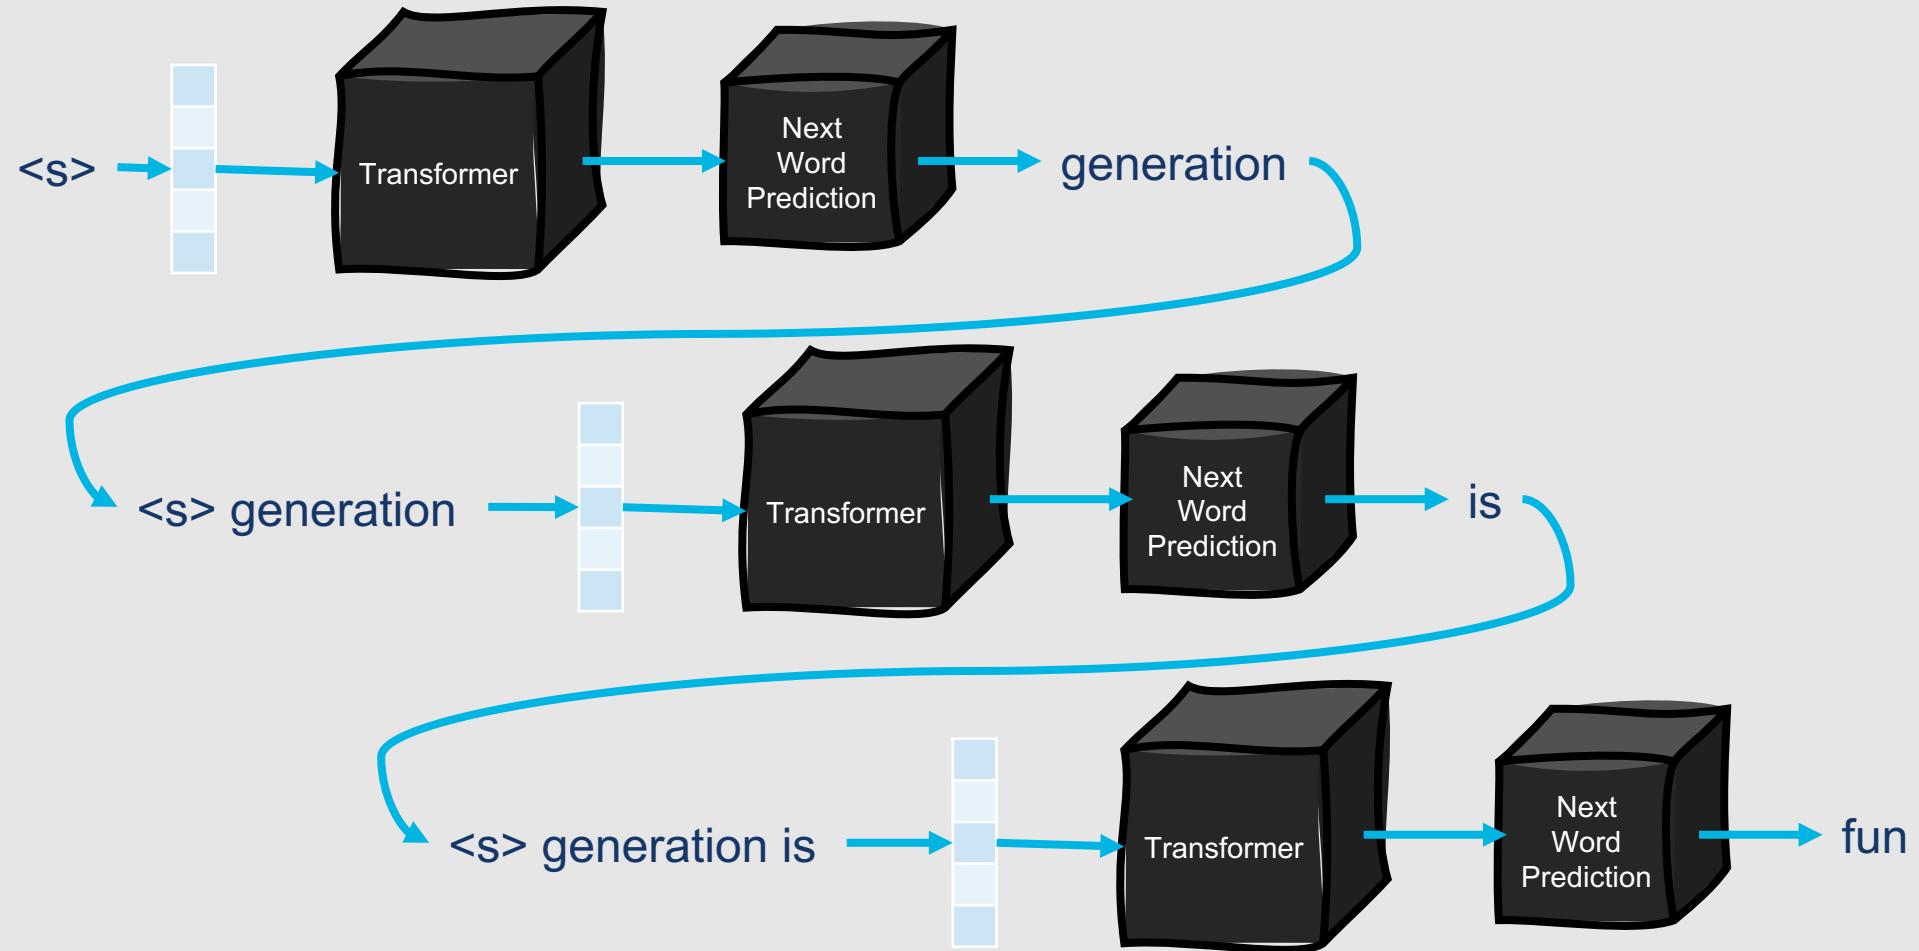 <s>
Transformer
Next
Word
Prediction
generation
<s> generation
Transformer
Next
Word
Prediction
is
<s> generation is
Transformer
Next
Word
Prediction
fun